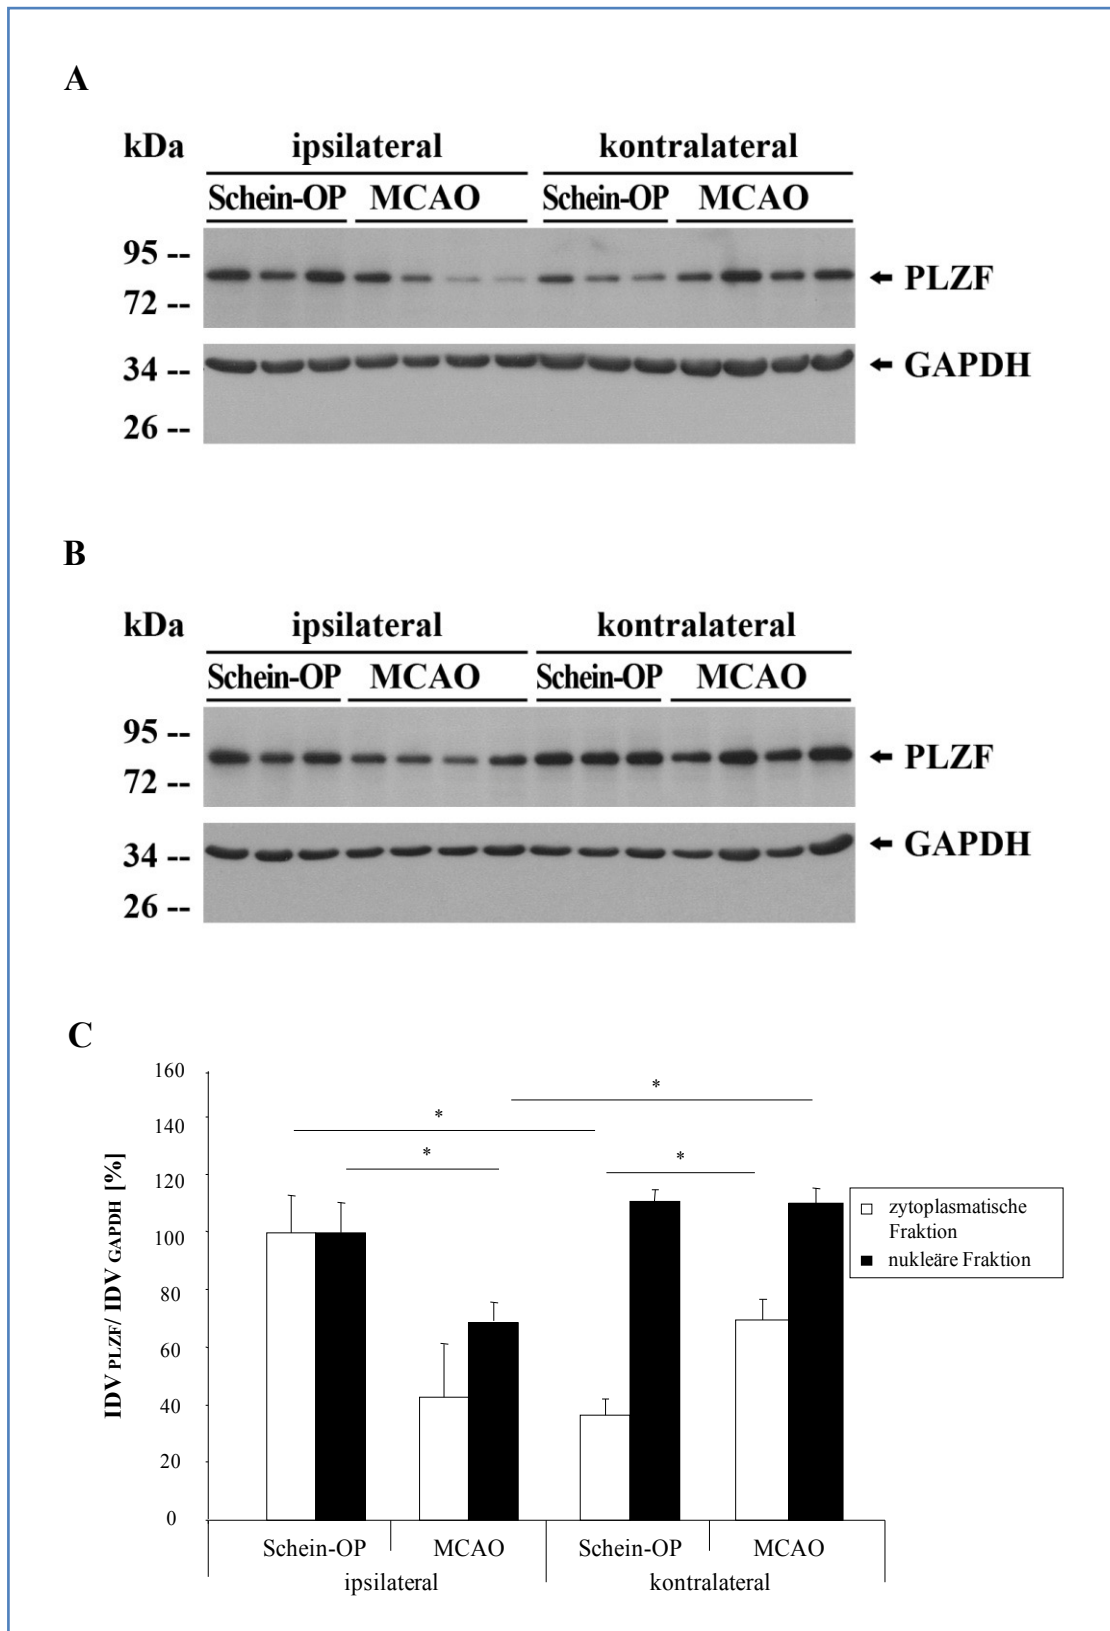 A
kDa ipsilateral kontralateral
Schein-OP MCAO Schein-OP MCAO
95 --
PLZF
72 --
34 -- GAPDH
26 --
B
kDa ipsilateral kontralateral
Schein-OP MCAO Schein-OP MCAO
95 --
PLZF
72 --
34 -- GAPDH
26 --
C
IDV PLZF/ IDV GAPDH [%]
160
140
120
100
80
60
40
20
0
*
*
*
*
zytoplasmatische
Fraktion
nukleäre Fraktion
Schein-OP MCAO Schein-OP MCAO
ipsilateral kontralateral